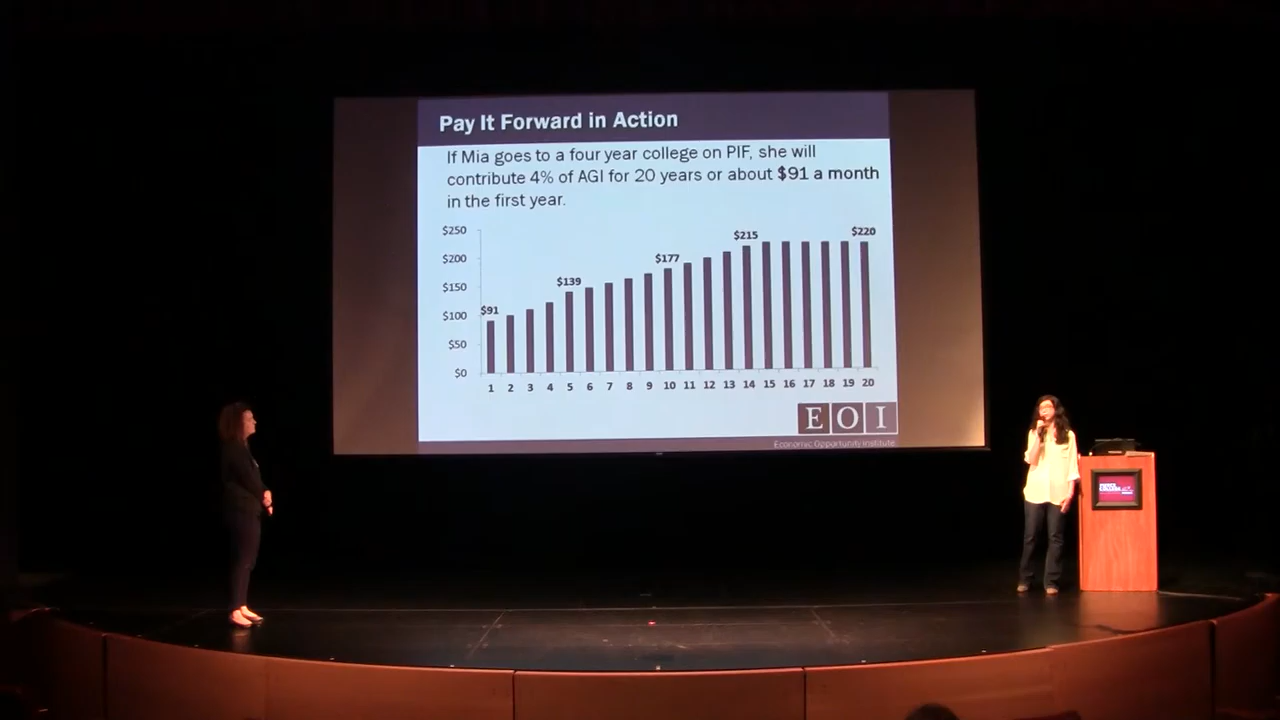 Pay It Forward in Action
If Mia goes to a four year college on PIF, she will
contribute 4% of AGI for 20 years or about $91 a month
in the first year.
$250
$200
$150
$100
$50
$0
$91
$139
$177
$215
$220
1 2 3 4 5 6 7 8 9 10 11 12 13 14 15 16 17 18 19 20
EOI
Economic Opportunity Institute
PIERCE
COLLEGE